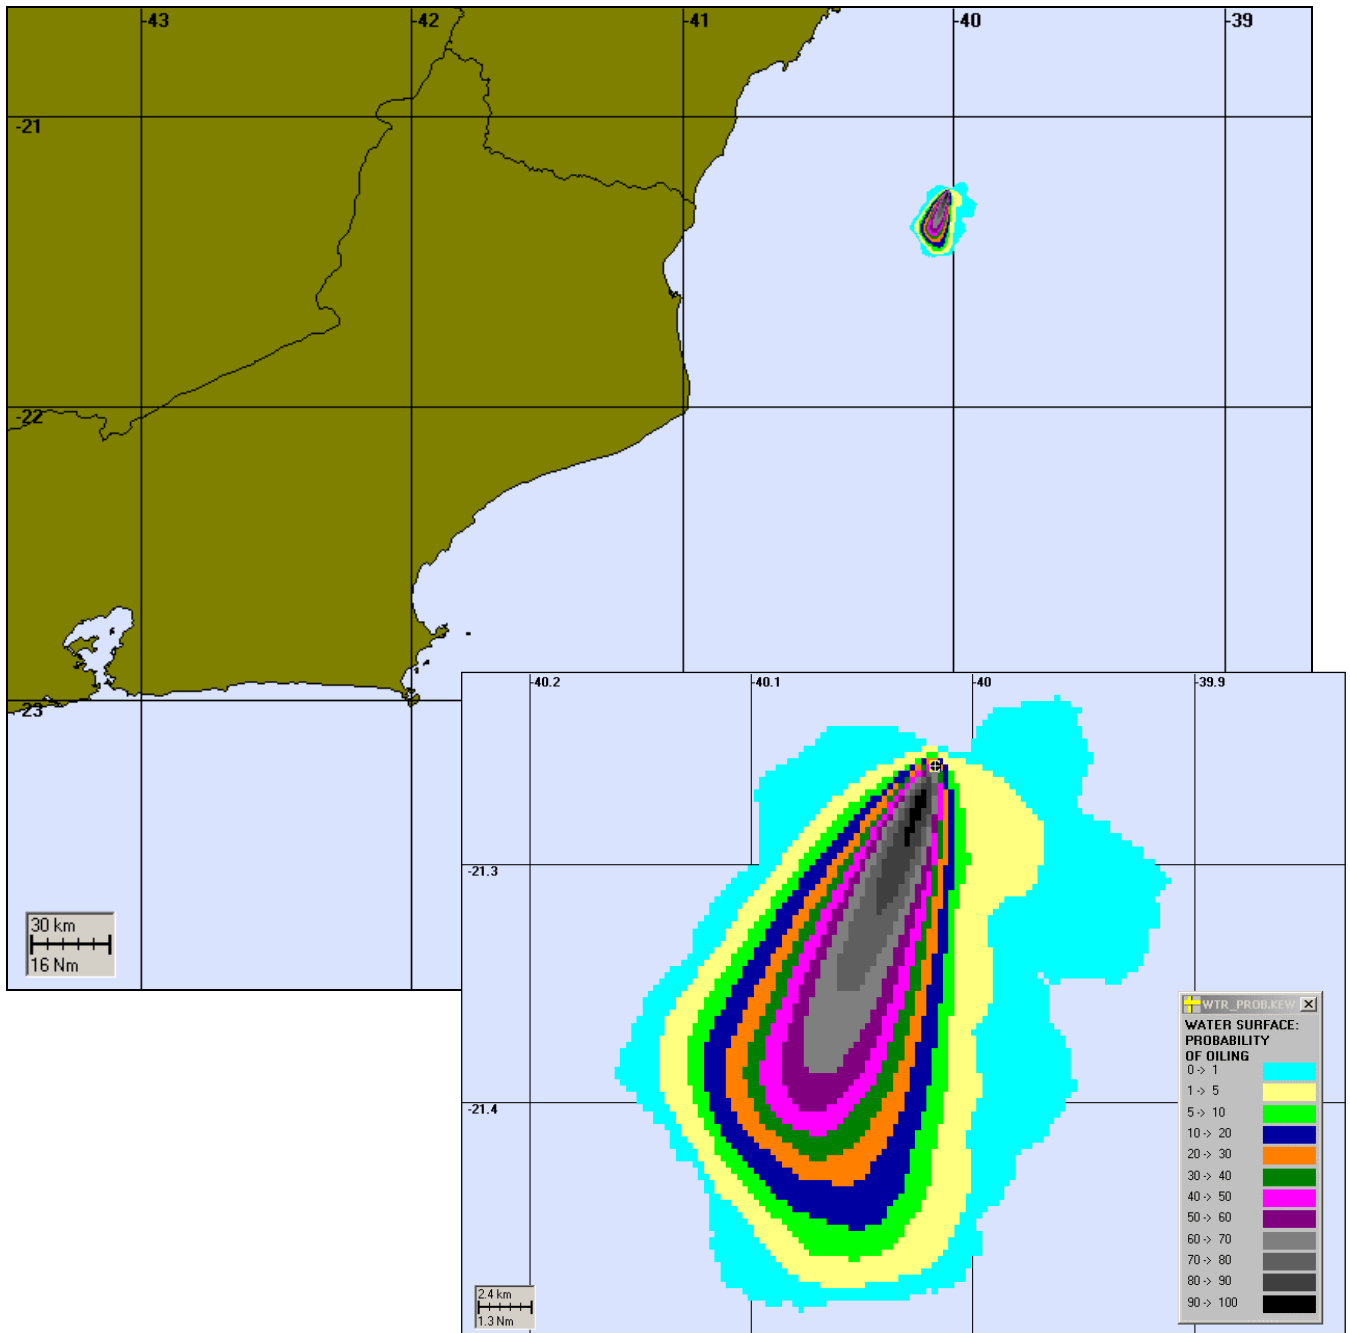 -43 -42 -41 -40 -39
-21
-22
-23
30 km
16 Nm
-40.2 -40.1 -40 -39.9
-21.3
-21.4
2.4 km
1.3 Nm
WTR_PROB.KEW
WATER SURFACE:
PROBABILITY
OF OILING
0 -> 1
1 -> 5
5 -> 10
10 -> 20
20 -> 30
30 -> 40
40 -> 50
50 -> 60
60 -> 70
70 -> 80
80 -> 90
90 -> 100